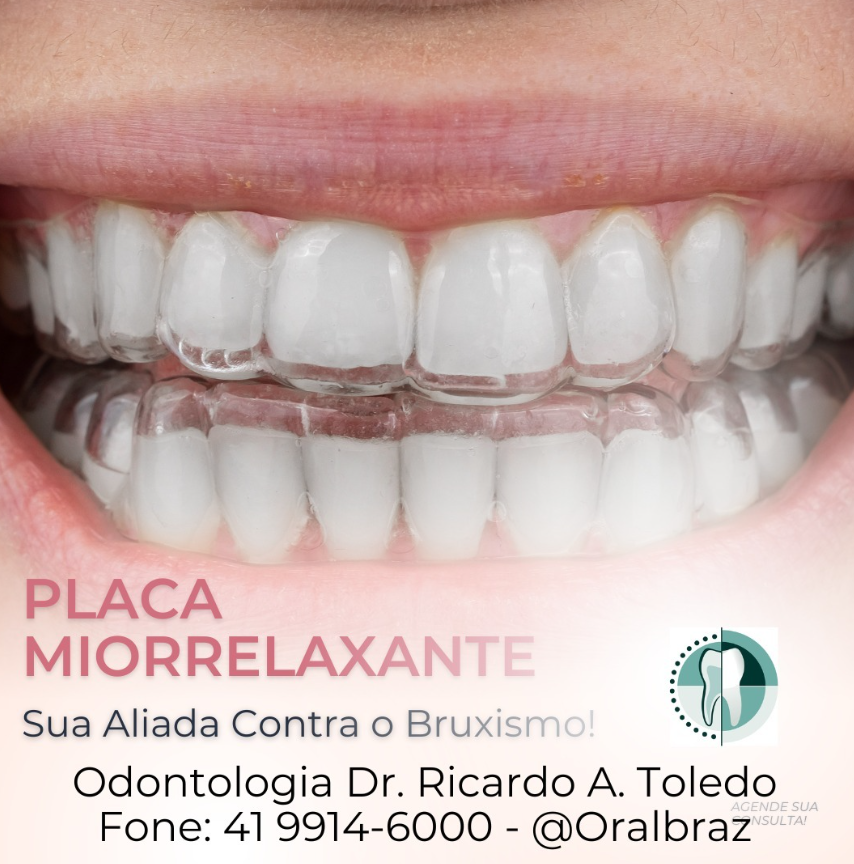 PLACA
MIORRELAXANTE
Sua Aliada Contra o Bruxismo!
Odontologia Dr. Ricardo A. Toledo
AGENDE SUA
CONSULTA!
Fone: 41 9914-6000 - @Oralbraz